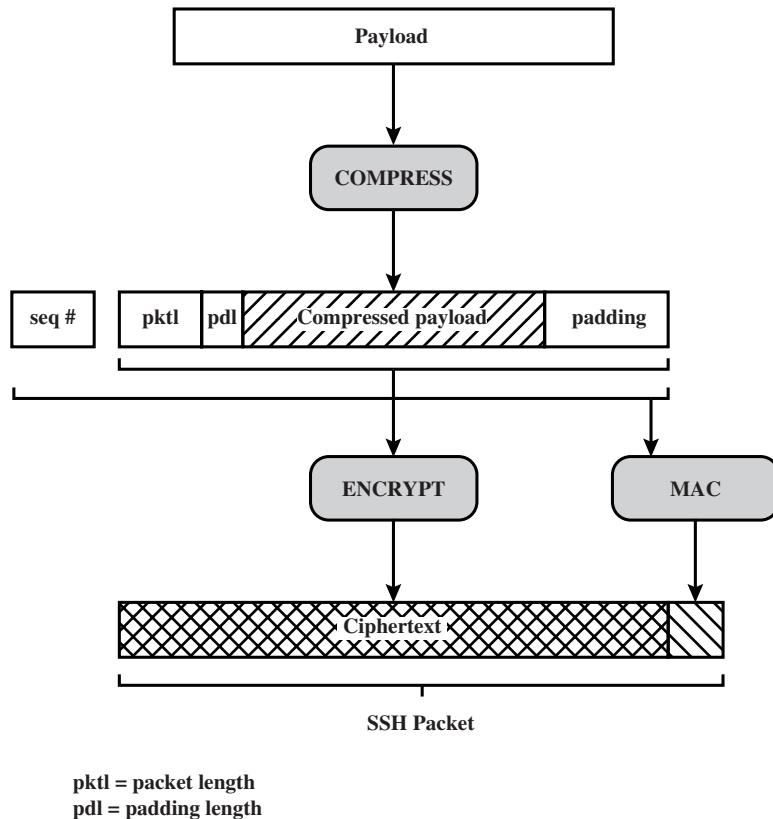 Payload
COMPRESS
seq #
pktl
pdl
Compressed payload
padding
ENCRYPT
MAC
Ciphertext
SSH Packet
pktl = packet length
pdl = padding length